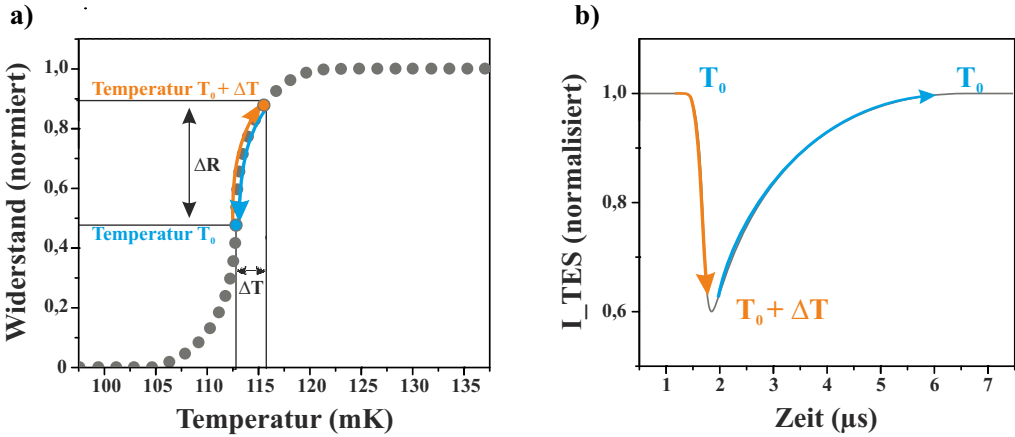 a)
Widerstand (normiert)
1,0
0,8
0,6
0,4
0,2
0
Temperatur T₀ + ΔT
ΔR
Temperatur T₀
ΔT
100 105 110 115 120 125 130 135
Temperatur (mK)
b)
I_TES (normalisiert)
1,0
0,8
0,6
T₀
T₀
T₀ + ΔT
1 2 3 4 5 6 7
Zeit (µs)